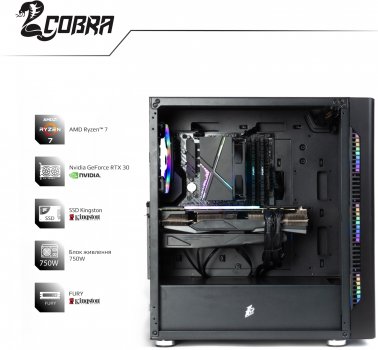 COBRA
AMD
RYZEN
7
AMD Ryzen™ 7
Nvidia GeForce RTX 30
NVIDIA
SSD
SSD Kingston
Kingston
750W
Блок живлення
750W
FURY
FURY
Kingston